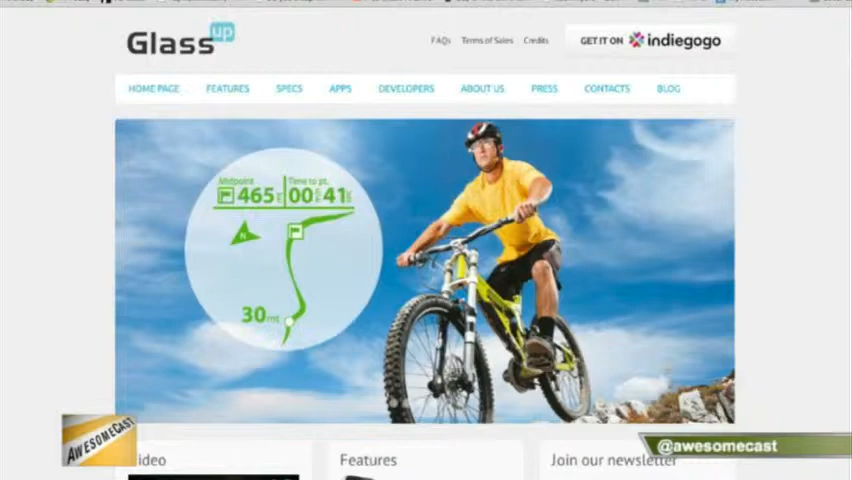 Glass up
FAQs Terms of Sales Credits
GET IT ON indiegogo
HOME PAGE FEATURES SPECS APPS DEVELOPERS ABOUT US PRESS CONTACTS BLOG
Midpoint Time to pt.
465 00 41
N
30 mt
AWESOMECAST
@awesomecast
ideo Features Join our newsletter